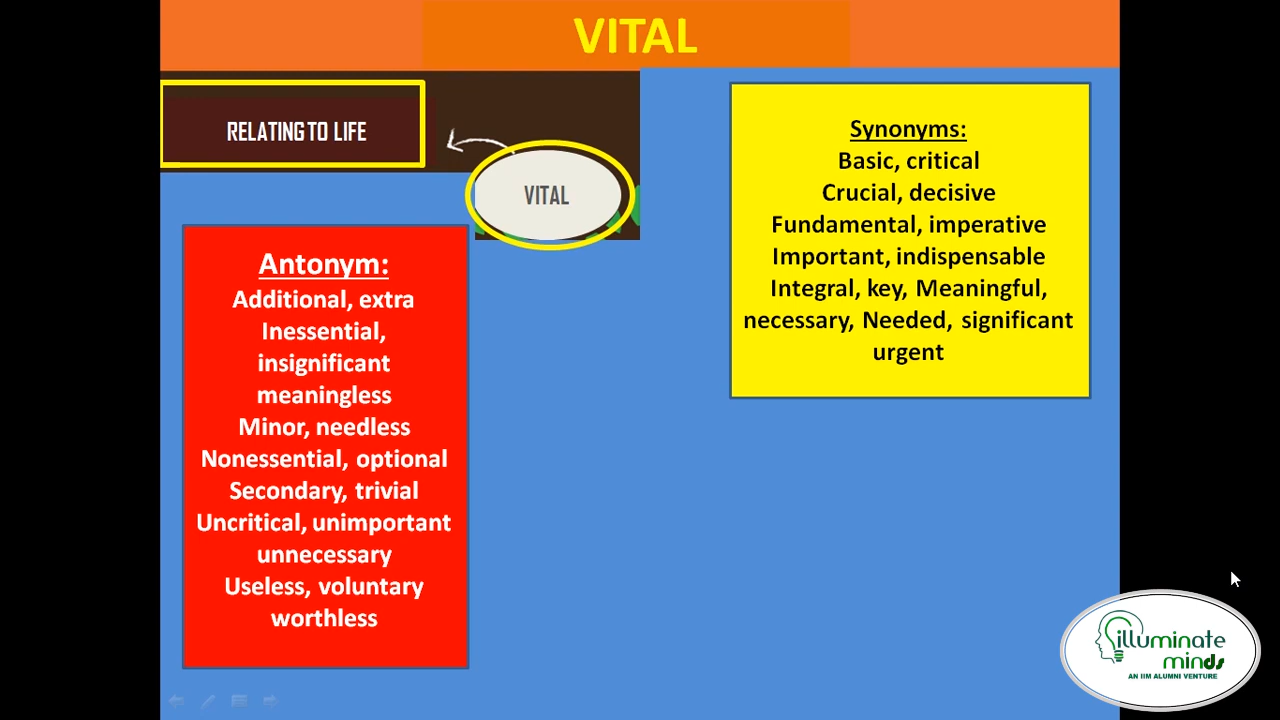 VITAL
RELATING TO LIFE
VITAL
Antonym:
Additional, extra
Inessential,
insignificant
meaningless
Minor, needless
Nonessential, optional
Secondary, trivial
Uncritical, unimportant
unnecessary
Useless, voluntary
worthless
Synonyms:
Basic, critical
Crucial, decisive
Fundamental, imperative
Important, indispensable
Integral, key, Meaningful,
necessary, Needed, significant
urgent
illuminate
minds
AN IIM ALUMNI VENTURE